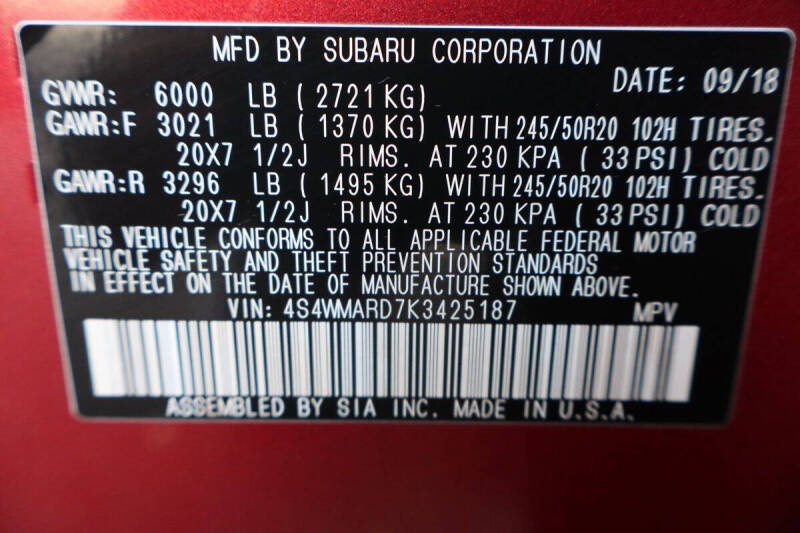 MFD BY SUBARU CORPORATION
DATE: 09/18
GVWR: 6000 LB ( 2721 KG)
GAWR:F 3021 LB ( 1370 KG) WITH 245/50R20 102H TIRES.
20X7 1/2J RIMS. AT 230 KPA ( 33 PSI) COLD
GAWR:R 3296 LB ( 1495 KG) WITH 245/50R20 102H TIRES.
20X7 1/2J RIMS. AT 230 KPA ( 33 PSI) COLD
THIS VEHICLE CONFORMS TO ALL APPLICABLE FEDERAL MOTOR
VEHICLE SAFETY AND THEFT PREVENTION STANDARDS
IN EFFECT ON THE DATE OF MANUFACTURE SHOWN ABOVE.
VIN: 4S4WMARD7K3425187 MPV
ASSEMBLED BY SIA INC. MADE IN U.S.A.